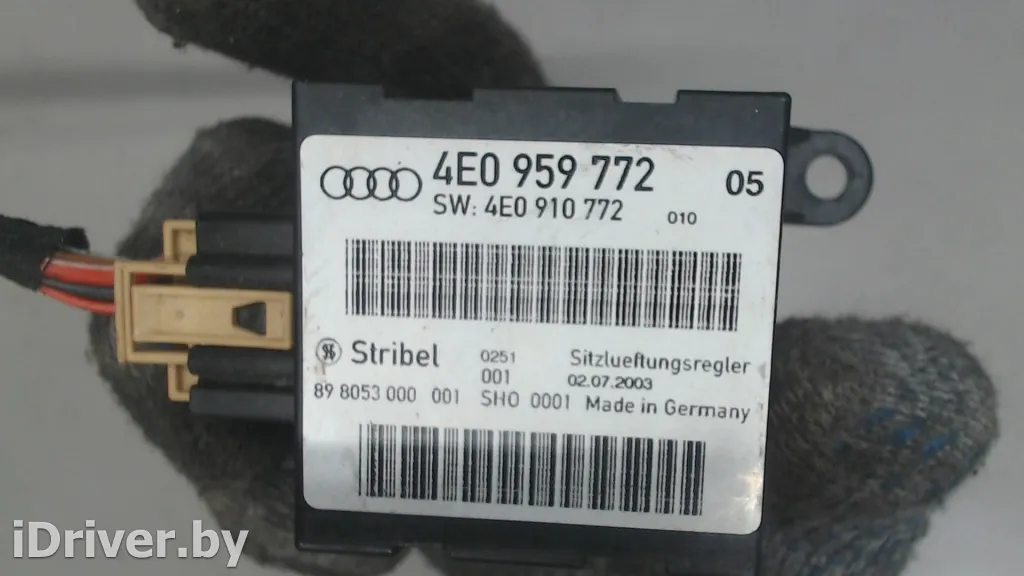 4E0 959 772 05
SW: 4E0 910 772 010
Stribel 0251 Sitzlueftungsregler
001 02.07.2003
89 8053 000 001 SHO 0001 Made in Germany
iDriver.by